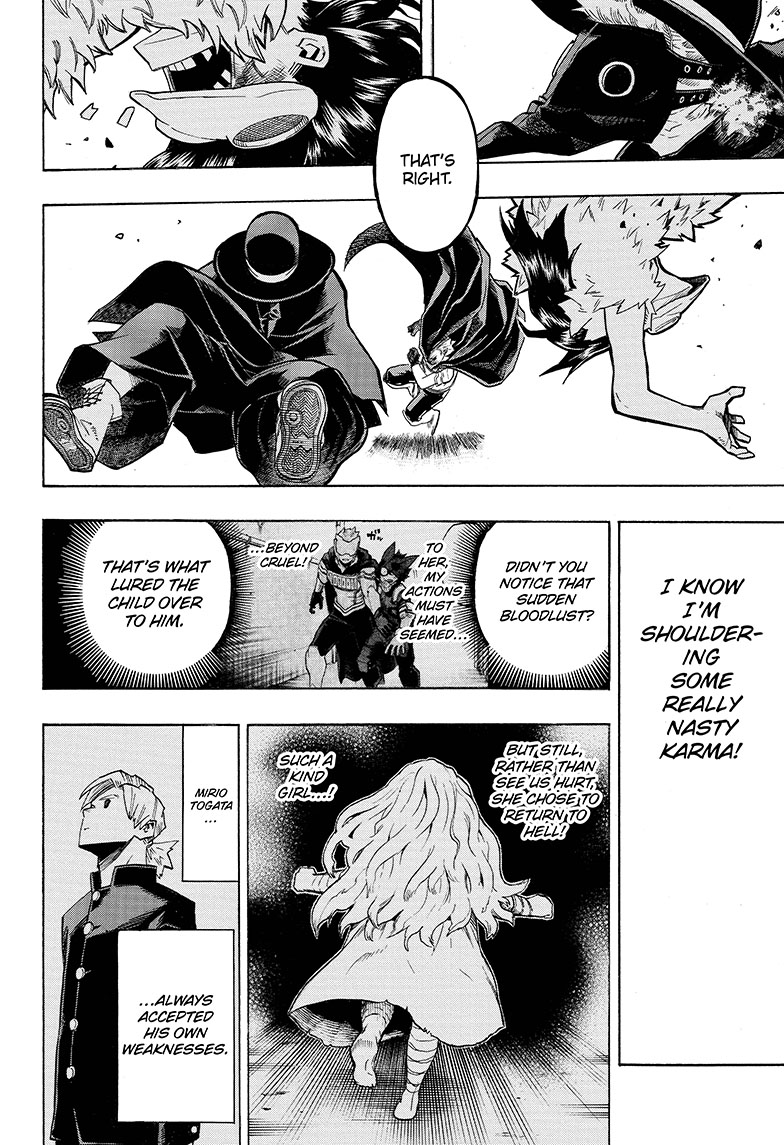 THAT'S
RIGHT.
I KNOW
I'M
SHOULDER-
ING
SOME
REALLY
NASTY
KARMA!
DIDN'T YOU
NOTICE THAT
SUDDEN
BLOODLUST?
TO
HER,
MY
ACTIONS
MUST
HAVE
SEEMED...
...BEYOND
CRUEL!
THAT'S WHAT
LURED THE
CHILD OVER
TO HIM.
BUT STILL,
RATHER THAN
SEE US HURT,
SHE CHOSE TO
RETURN TO
HELL!
SUCH A
KIND
GIRL...!
MIRIO
TOGATA
...
...ALWAYS
ACCEPTED
HIS OWN
WEAKNESSES.